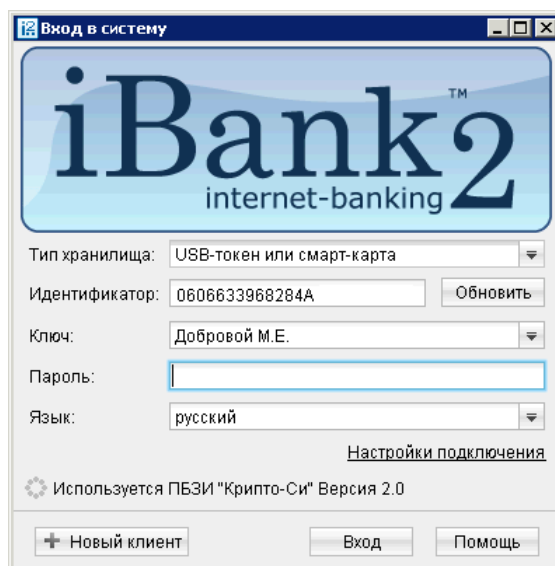 Вход в систему
iBank 2 ™
internet-banking
Тип хранилища: USB-токен или смарт-карта
Идентификатор: 0606633968284A Обновить
Ключ: Добровой М.Е.
Пароль:
Язык: русский
Настройки подключения
Используется ПБЗИ "Крипто-Си" Версия 2.0
+ Новый клиент Вход Помощь